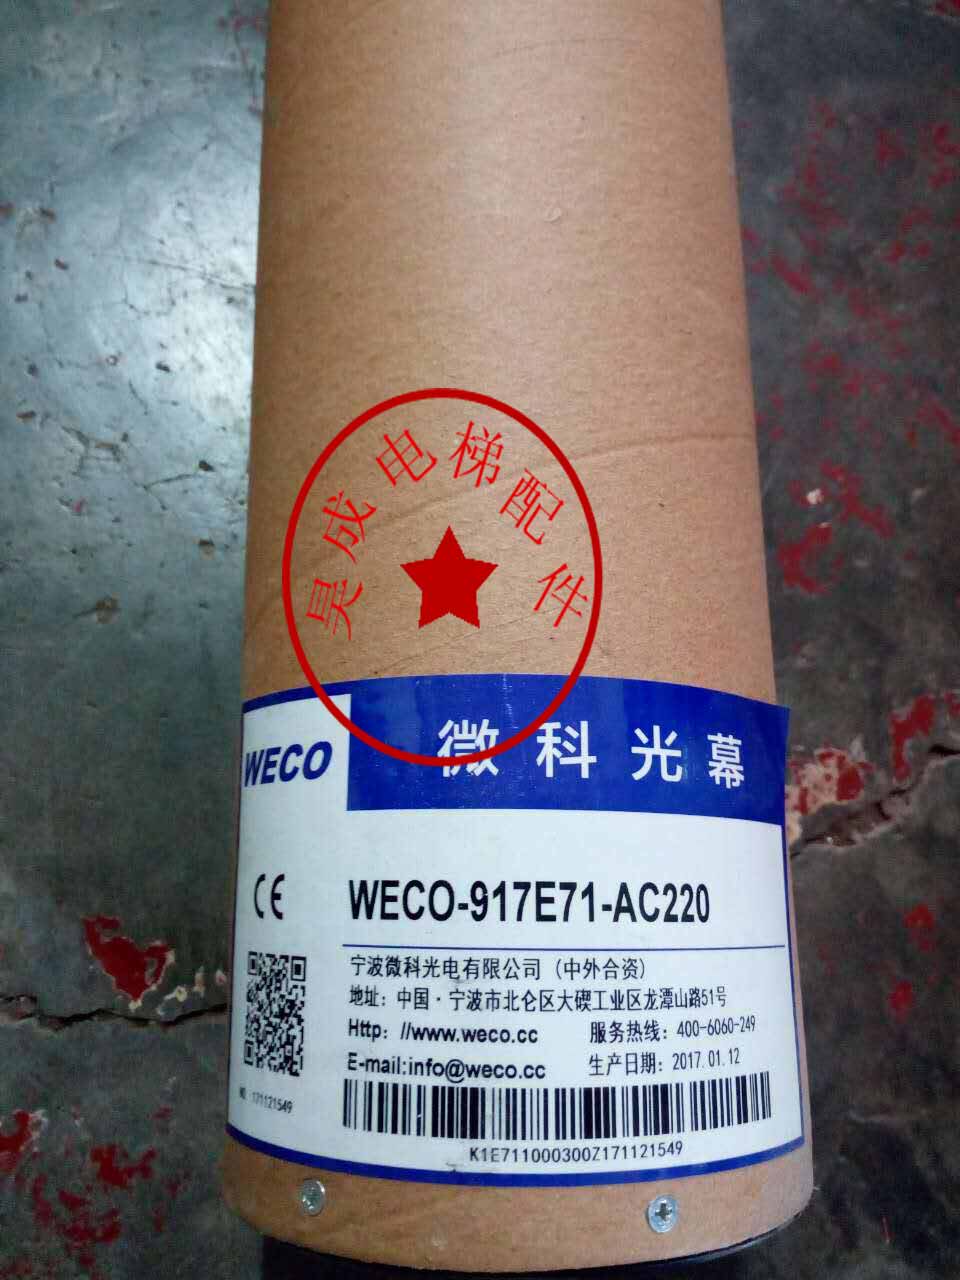 昊成电梯配件
WECO
微科光幕
CE
WECO-917E71-AC220
宁波微科光电有限公司（中外合资）
地址：中国·宁波市北仑区大碶工业区龙潭山路51号
Http: //www.weco.cc
服务热线：400-6060-249
E-mail:info@weco.cc
生产日期：2017.01.12
NO 171121549
K1E711000300Z171121549